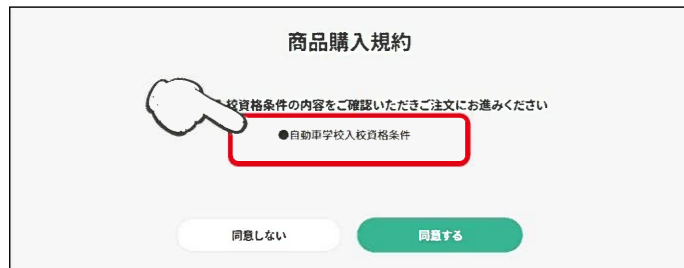 商品購入規約
校資格条件の内容をご確認いただきご注文にお進みください
●自動車学校入校資格条件
同意しない
同意する